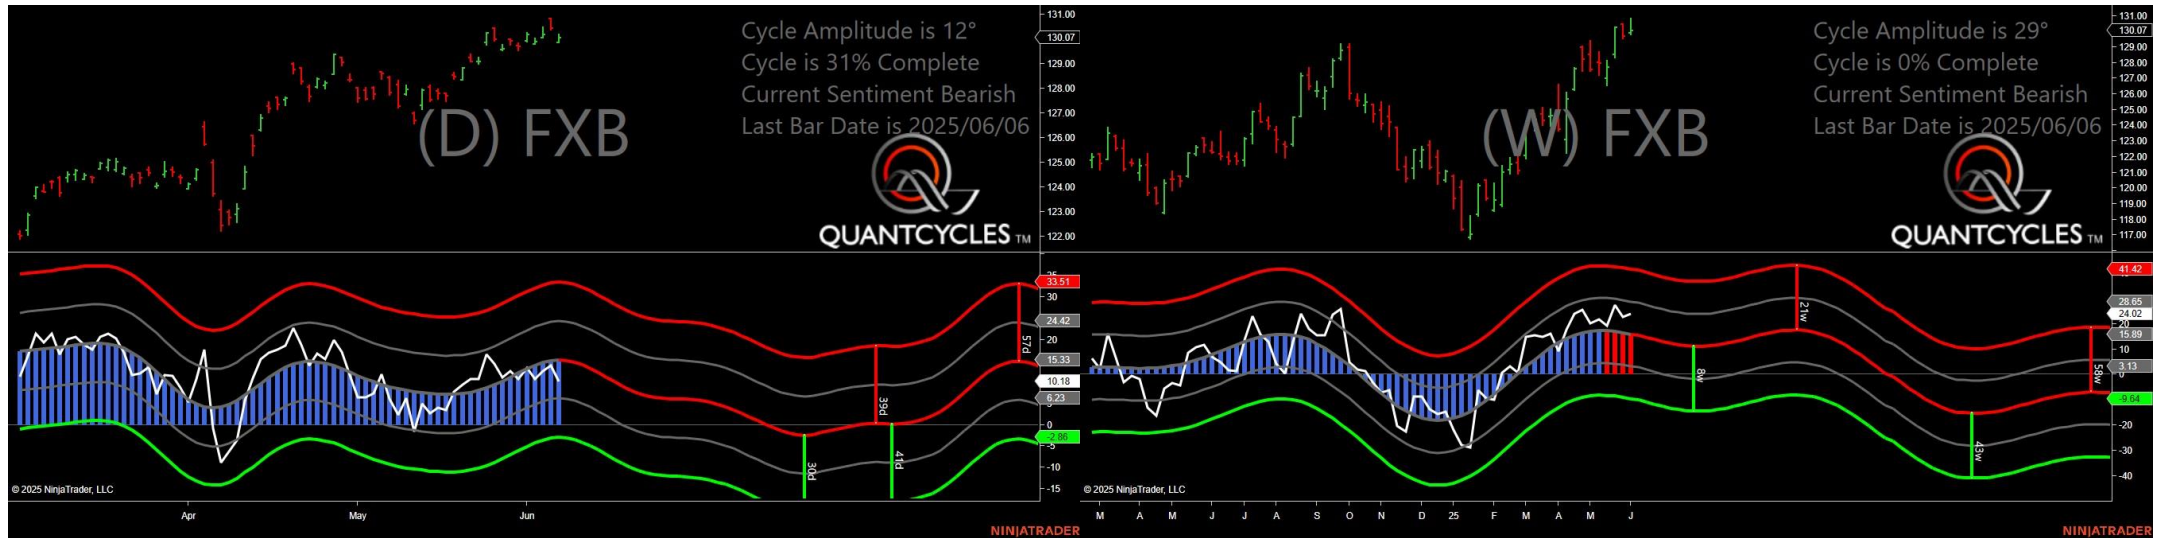 Cycle Amplitude is 12°
Cycle is 31% Complete
Current Sentiment Bearish
Last Bar Date is 2025/06/06
(D) FXB
QUANTCYCLES TM
131.00
130.07
129.00
128.00
127.00
126.00
125.00
124.00
123.00
122.00
33.51
30
24.42
20
15.33
10.18
6.23
0
-2.86
-5
-10
-15
30d
39d
41d
57d
© 2025 NinjaTrader, LLC
Apr
May
Jun
NINJATRADER
Cycle Amplitude is 29°
Cycle is 0% Complete
Current Sentiment Bearish
Last Bar Date is 2025/06/06
(W) FXB
QUANTCYCLES TM
131.00
130.07
129.00
128.00
127.00
126.00
125.00
124.00
123.00
122.00
121.00
120.00
119.00
118.00
117.00
41.42
28.65
24.02
20
15.89
10
3.13
0
-9.64
-20
-30
-40
8w
21w
43w
58w
© 2025 NinjaTrader, LLC
M A M J J A S O N D 25 F M A M J
NINJATRADER